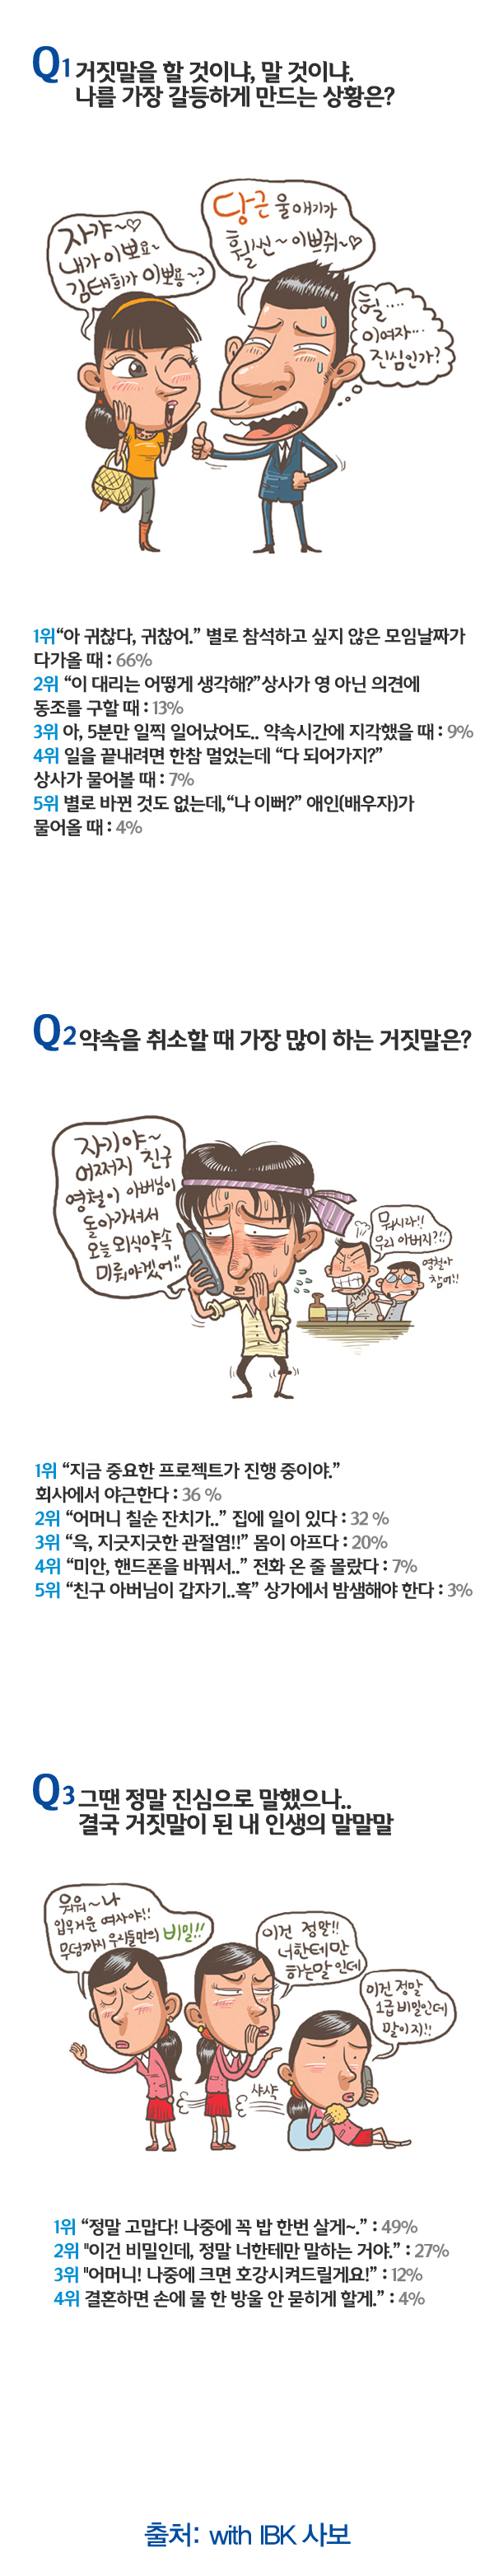 Q1 거짓말을 할 것이냐, 말 것이냐.
나를 가장 갈등하게 만드는 상황은?
자갸~♡
내가 이뽀요~
김태희가 이뽀용~?
당근 울애기가
훨씬~이쁘쥐~♡
헐....
이여자...
진심인가?
1위“아 귀찮다, 귀찮어.” 별로 참석하고 싶지 않은 모임날짜가
다가올 때 : 66%
2위 “이 대리는 어떻게 생각해?”상사가 영 아닌 의견에
동조를 구할 때 : 13%
3위 아, 5분만 일찍 일어났어도.. 약속시간에 지각했을 때 : 9%
4위 일을 끝내려면 한참 멀었는데 “다 되어가지?”
상사가 물어볼 때 : 7%
5위 별로 바뀐 것도 없는데,“나 이뻐?” 애인(배우자)가
물어올 때 : 4%
Q2 약속을 취소할 때 가장 많이 하는 거짓말은?
자기야~
어쩌지 친구
영철이 아버님이
돌아가셔서
오늘 외식약속
미뤄야겠어!!
뭐시라!!
우리 아버지?!!
영철아
참어!!
1위 “지금 중요한 프로젝트가 진행 중이야.”
회사에서 야근한다 : 36 %
2위 “어머니 칠순 잔치가..” 집에 일이 있다 : 32 %
3위 “윽, 지긋지긋한 관절염!!” 몸이 아프다 : 20%
4위 “미안, 핸드폰을 바꿔서..” 전화 온 줄 몰랐다 : 7%
5위 “친구 아버님이 갑자기..흑” 상가에서 밤샘해야 한다 : 3%
Q3 그땐 정말 진심으로 말했으나..
결국 거짓말이 된 내 인생의 말말말
워워~나
입무거운 여자야!!
무덤까지 우리들만의 비밀!!
이건 정말!!
너한테만
하는말인데
이건 정말
1급 비밀인데
말이지!!
샤샥
1위 “정말 고맙다! 나중에 꼭 밥 한번 살게~.” : 49%
2위 "이건 비밀인데, 정말 너한테만 말하는 거야.” : 27%
3위 "어머니! 나중에 크면 호강시켜드릴게요!” : 12%
4위 결혼하면 손에 물 한 방울 안 묻히게 할게.” : 4%
출처: with IBK 사보